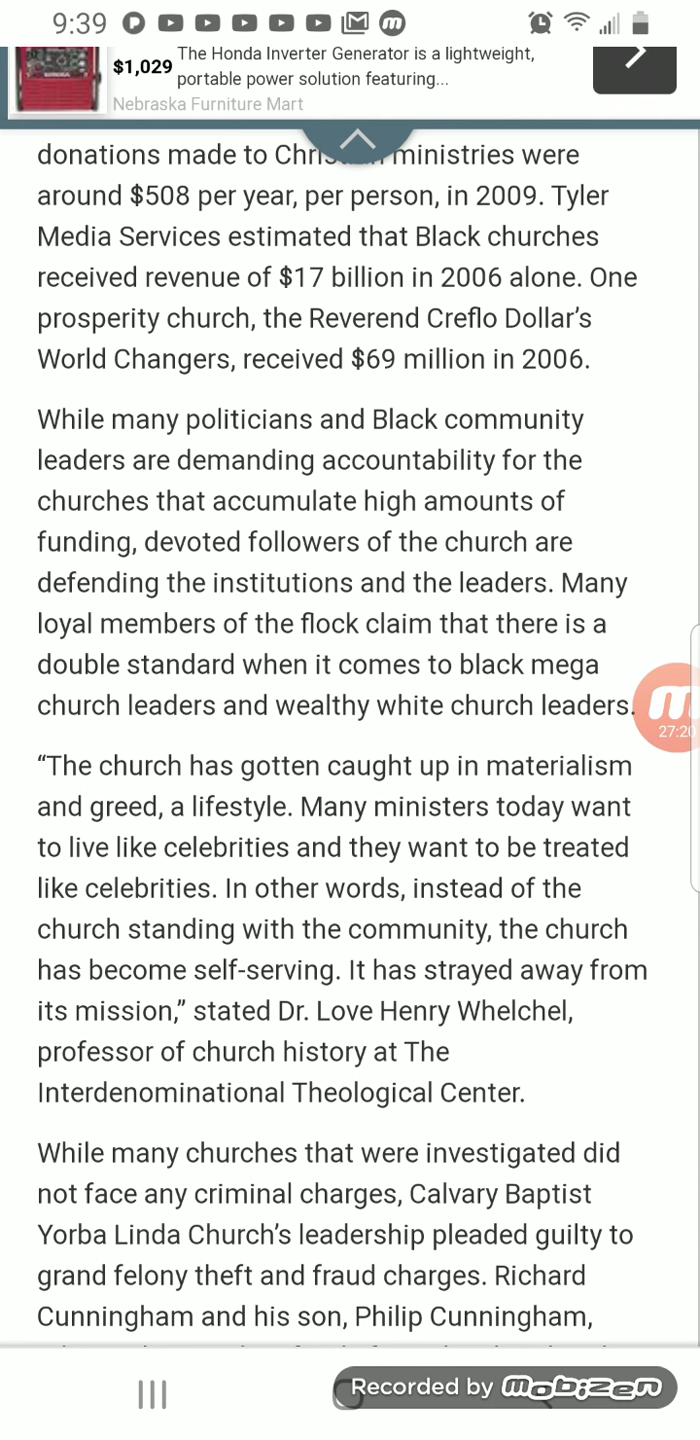 9:39
The Honda Inverter Generator is a lightweight,
$1,029 portable power solution featuring...
Nebraska Furniture Mart
donations made to ministries were
around $508 per year, per person, in 2009. Tyler
Media Services estimated that Black churches
received revenue of $17 billion in 2006 alone. One
prosperity church, the Reverend Creflo Dollar's
World Changers, received $69 million in 2006.
While many politicians and Black community
leaders are demanding accountability for the
churches that accumulate high amounts of
funding, devoted followers of the church are
defending the institutions and the leaders. Many
loyal members of the flock claim that there is a
double standard when it comes to black mega
church leaders and wealthy white church leaders.
27:20
“The church has gotten caught up in materialism
and greed, a lifestyle. Many ministers today want
to live like celebrities and they want to be treated
like celebrities. In other words, instead of the
church standing with the community, the church
has become self-serving. It has strayed away from
its mission,” stated Dr. Love Henry Whelchel,
professor of church history at The
Interdenominational Theological Center.
While many churches that were investigated did
not face any criminal charges, Calvary Baptist
Yorba Linda Church's leadership pleaded guilty to
grand felony theft and fraud charges. Richard
Cunningham and his son, Philip Cunningham,
Recorded by Mobizen